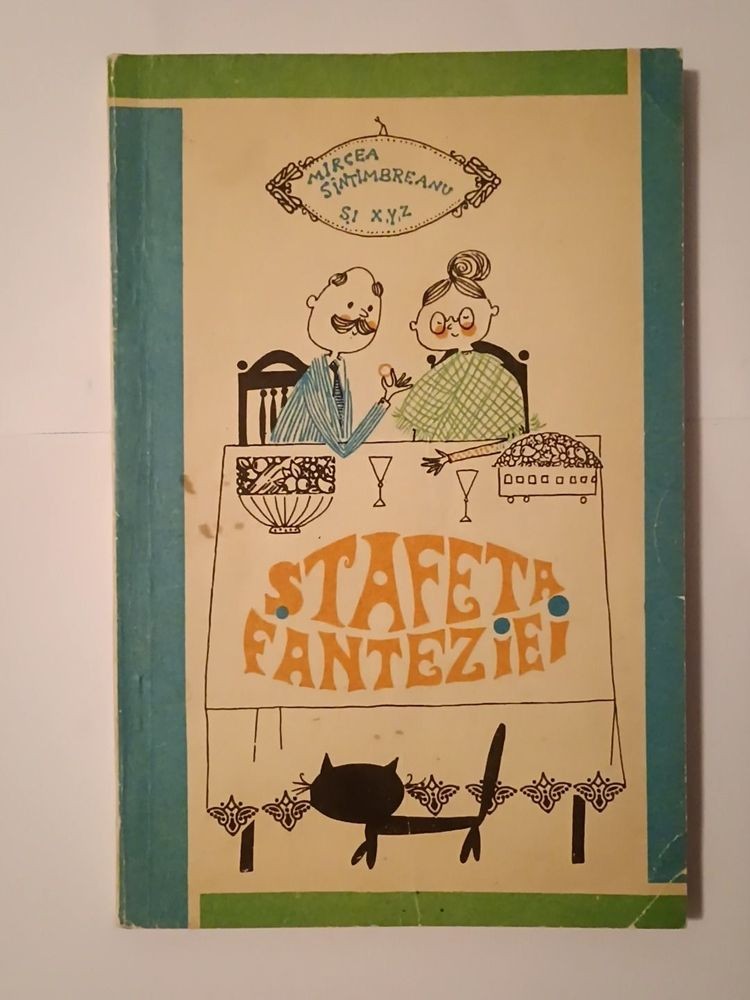 MIRCEA
SÎNTIMBREANU
ȘI X,Y,Z
ȘTAFETA
FANTEZIEI